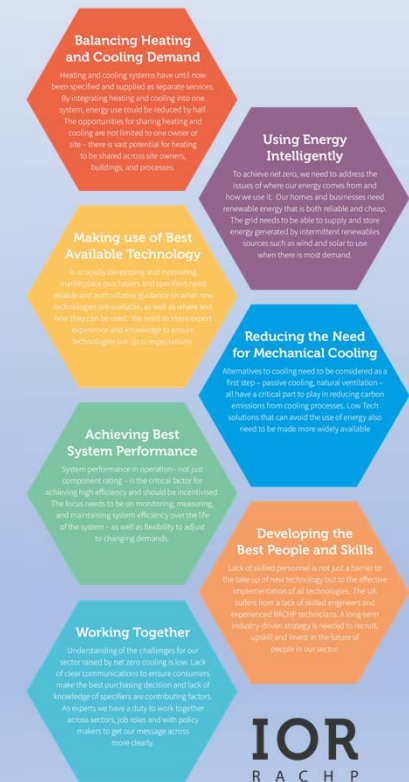 Balancing Heating
and Cooling Demand
Heating and cooling systems have until now
been specified and supplied as separate services.
By integrating heating and cooling into one
system, energy use could be reduced by half.
The opportunities for sharing heating and
cooling are not limited to one owner or
site – there is vast potential for heating
to be shared across site owners,
buildings, and processes.
Using Energy
Intelligently
To achieve net zero, we need to address the
issues of where our energy comes from and
how we use it. Our homes and businesses need
renewable energy that is both reliable and cheap.
The grid needs to be able to supply and store
energy generated by intermittent renewables
sources such as wind and solar to use
when there is most demand.
Making use of Best
Available Technology
In a rapidly developing and innovating
marketplace purchasers and specifiers need
reliable and authoritative guidance on what new
technologies are available, as well as where and
how they can be used. We need to share expert
experience and knowledge to ensure
technologies live up to expectations.
Reducing the Need
for Mechanical Cooling
Alternatives to cooling need to be considered as a
first step – passive cooling, natural ventilation –
all have a critical part to play in reducing carbon
emissions from cooling processes. Low Tech
solutions that can avoid the use of energy also
need to be made more widely available
Achieving Best
System Performance
System performance in operation– not just
component rating – is the critical factor for
achieving high efficiency and should be incentivised.
The focus needs to be on monitoring, measuring,
and maintaining system efficiency over the life
of the system – as well as flexibility to adjust
to changing demands.
Developing the
Best People and Skills
Lack of skilled personnel is not just a barrier to
the take up of new technology but to the effective
implementation of all technologies. The UK
suffers from a lack of skilled engineers and
experienced RACHP technicians. A long-term
industry-driven strategy is needed to recruit,
upskill and invest in the future of
people in our sector.
Working Together
Understanding of the challenges for our
sector raised by net zero cooling is low. Lack
of clear communications to ensure consumers
make the best purchasing decision and lack of
knowledge of specifiers are contributing factors.
As experts we have a duty to work together
across sectors, job roles and with policy
makers to get our message across
more clearly.
IOR
RACHP